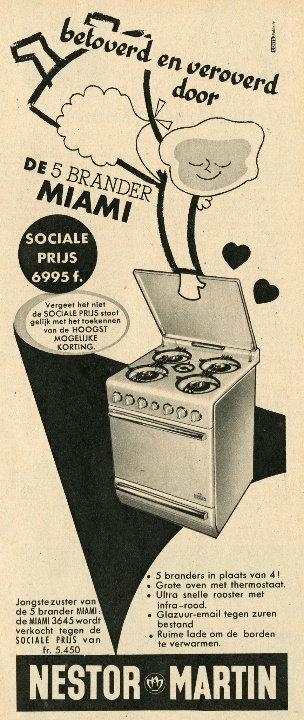 betoverd en veroverd
door
DE 5 BRANDER
MIAMI
SOCIALE
PRIJS
6995 f.
Vergeet het niet
de SOCIALE PRIJS staat
gelijk met het toekennen
van de HOOGST
MOGELIJKE
KORTING.
• 5 branders in plaats van 4!
• Grote oven met thermostaat.
• Ultra snelle rooster met
infra-rood.
• Glazuur-email tegen zuren
bestand
• Ruime lade om de borden
te verwarmen.
Jongste zuster van
de 5 brander MIAMI:
de MIAMI 3645 wordt
verkocht tegen de
SOCIALE PRIJS van
fr. 5.450
NESTOR MARTIN